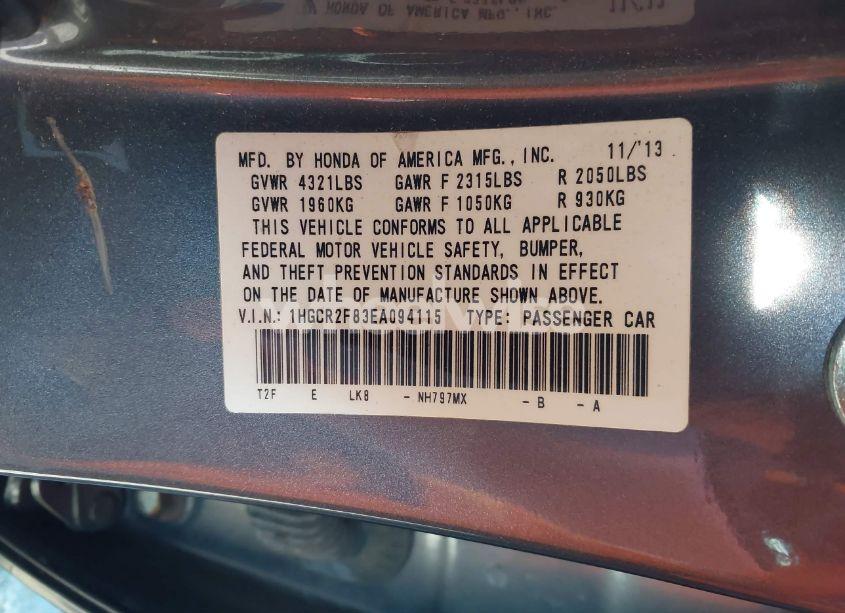 MFD. BY HONDA OF AMERICA MFG., INC. 11/'13
GVWR 4321LBS GAWR F 2315LBS R 2050LBS
GVWR 1960KG GAWR F 1050KG R 930KG
THIS VEHICLE CONFORMS TO ALL APPLICABLE
FEDERAL MOTOR VEHICLE SAFETY, BUMPER,
AND THEFT PREVENTION STANDARDS IN EFFECT
ON THE DATE OF MANUFACTURE SHOWN ABOVE.
V.I.N.: 1HGCR2F83EA094115 TYPE: PASSENGER CAR
T2F E LK8 - NH797MX - B - A